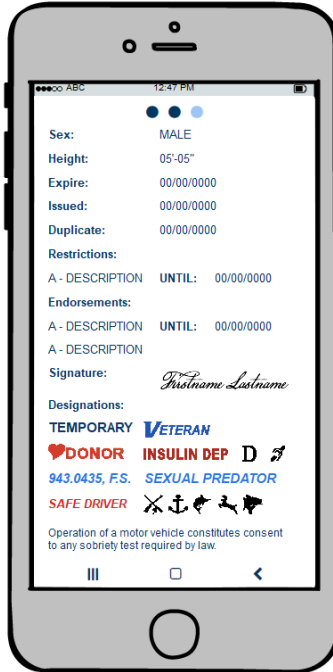 ABC 12:47 PM
Sex: MALE
Height: 05'-05"
Expire: 00/00/0000
Issued: 00/00/0000
Duplicate: 00/00/0000
Restrictions:
A - DESCRIPTION UNTIL: 00/00/0000
Endorsements:
A - DESCRIPTION UNTIL: 00/00/0000
A - DESCRIPTION
Signature: Firstname Lastname
Designations:
TEMPORARY VETERAN
DONOR INSULIN DEP D
943.0435, F.S. SEXUAL PREDATOR
SAFE DRIVER
Operation of a motor vehicle constitutes consent
to any sobriety test required by law.